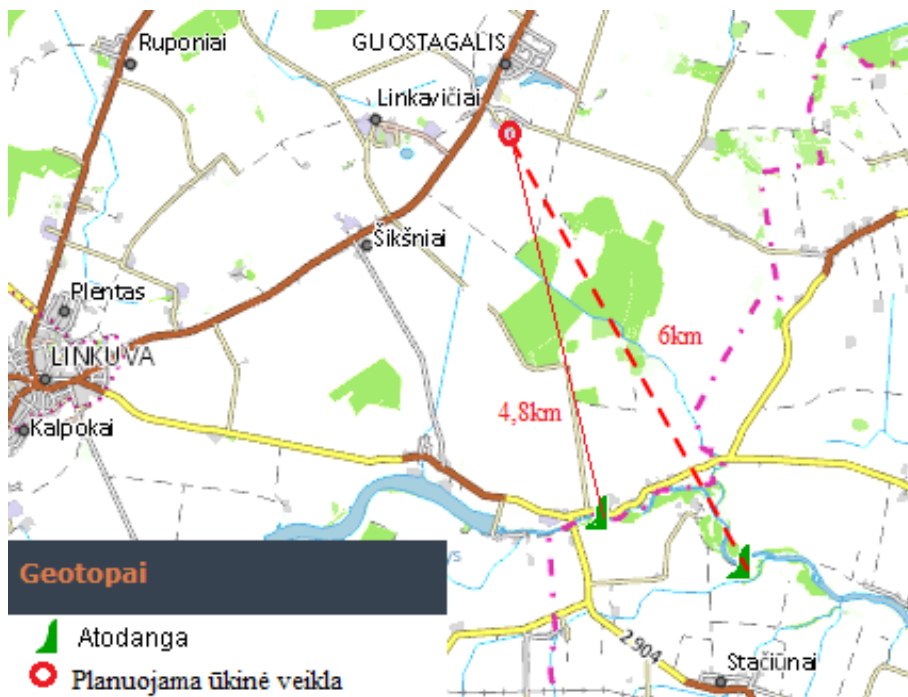 Ruponiai
GUOSTAGALIS
Linkavičiai
Šikšniai
Plentas
LINKUVA
Kalpokai
6km
4,8km
Geotopai
Atodanga
Planuojama ūkinė veikla
2904
Stačiūnai